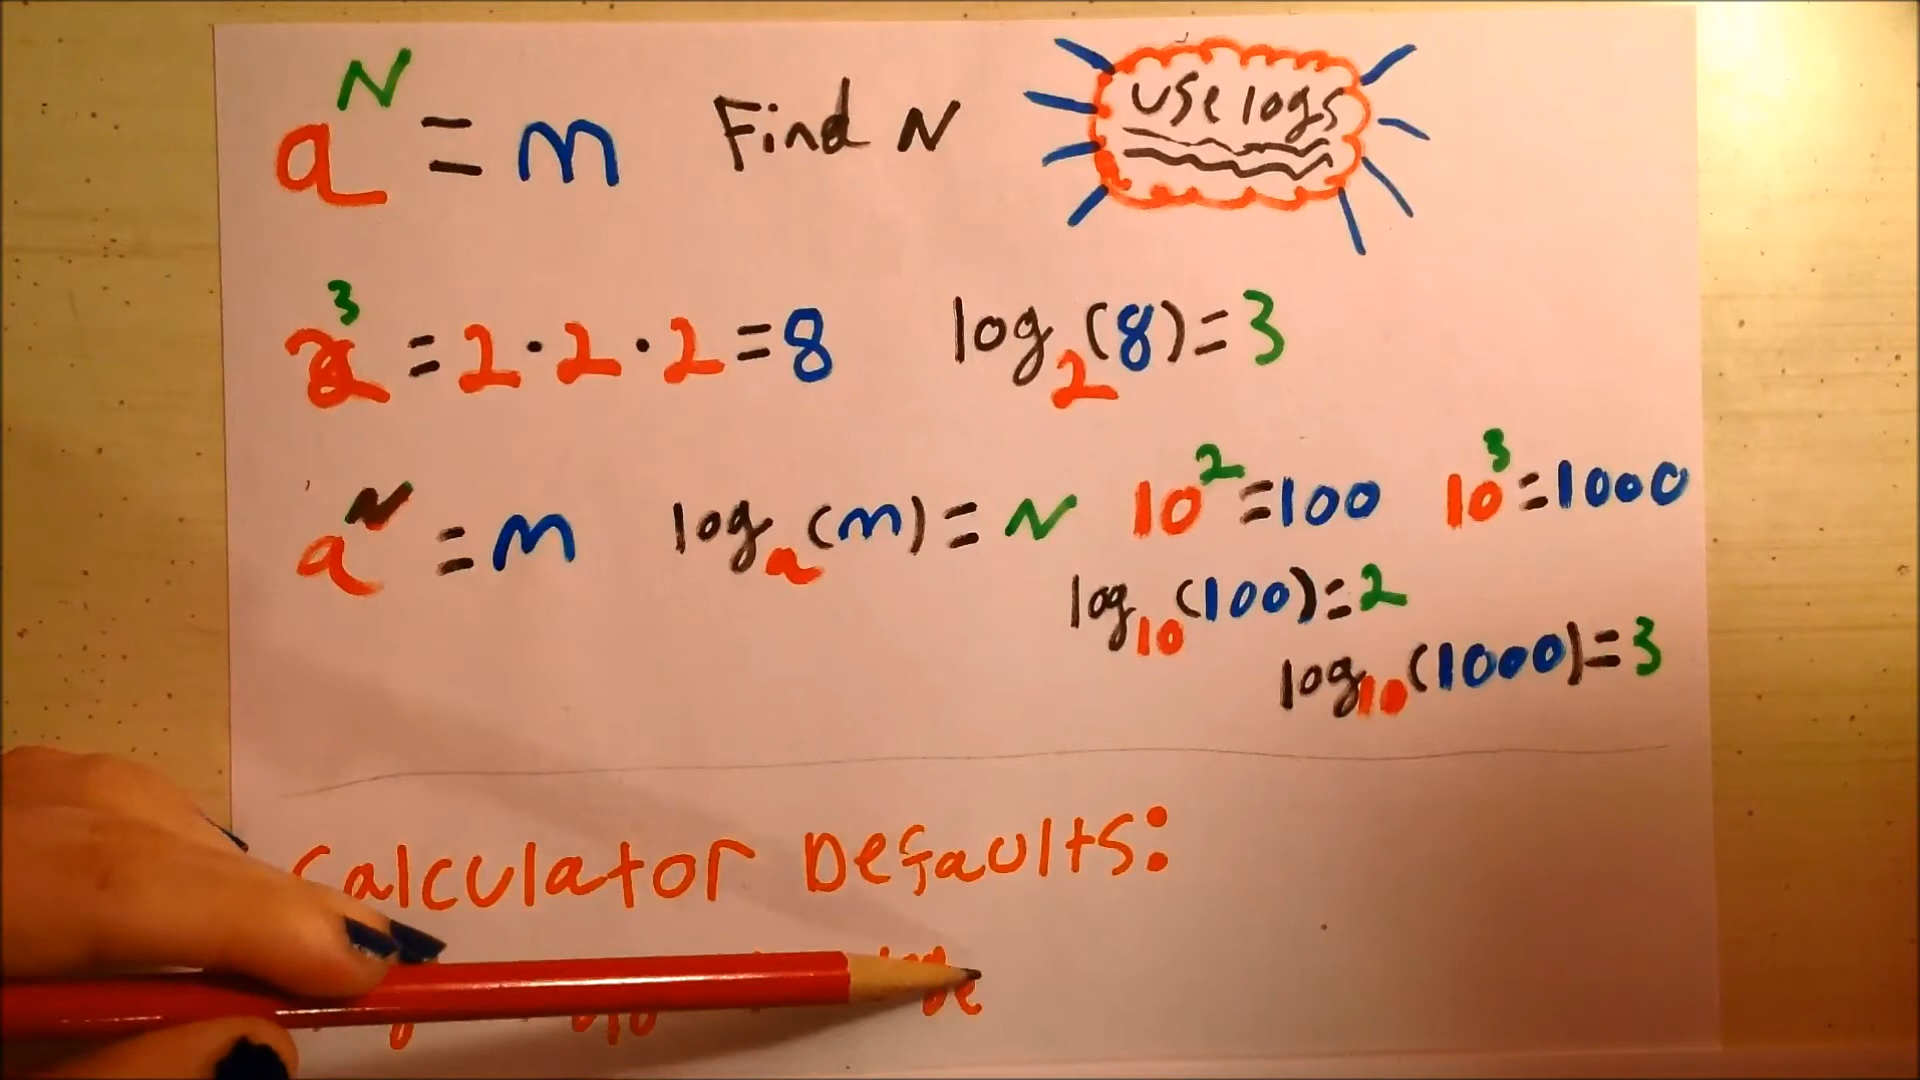 a^N = m Find N use logs
2^3 = 2·2·2 = 8 log_2(8) = 3
a^N = m log_a(m) = N 10^2 = 100 10^3 = 1000
log_10(100) = 2
log_10(1000) = 3
Calculator Defaults: